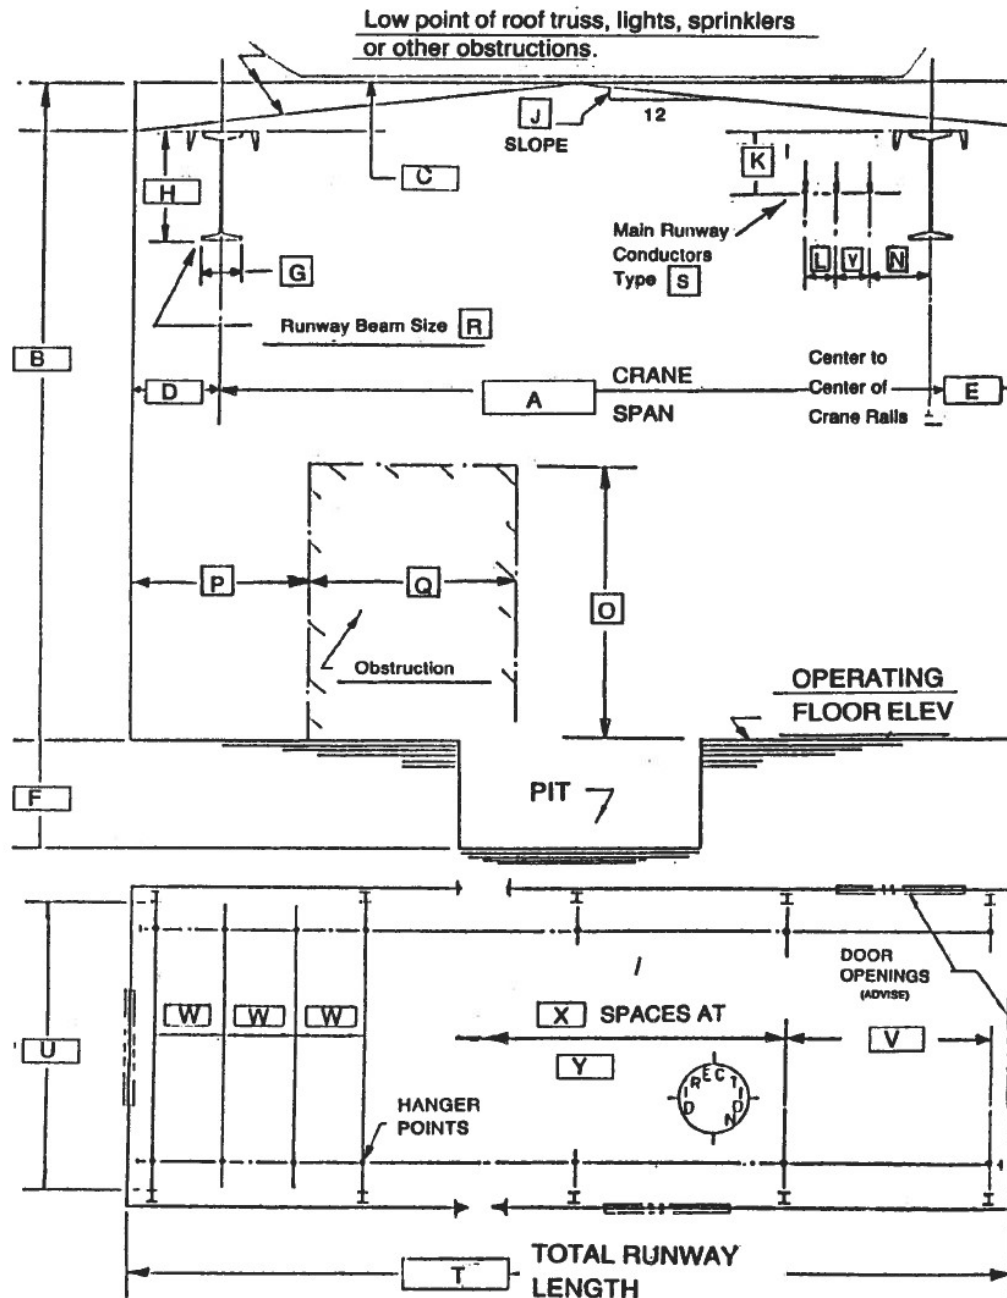 Low point of roof truss, lights, sprinklers
or other obstructions.
J
SLOPE
12
K
H
C
Main Runway
Conductors
Type S
L Y N
G
Runway Beam Size R
B
D
A
CRANE
SPAN
Center to
Center of
Crane Rails
E
P
Q
O
Obstruction
OPERATING
FLOOR ELEV
F
PIT
DOOR
OPENINGS
(ADVISE)
W W W
X SPACES AT
Y
V
U
DIRECTION
HANGER
POINTS
T
TOTAL RUNWAY
LENGTH